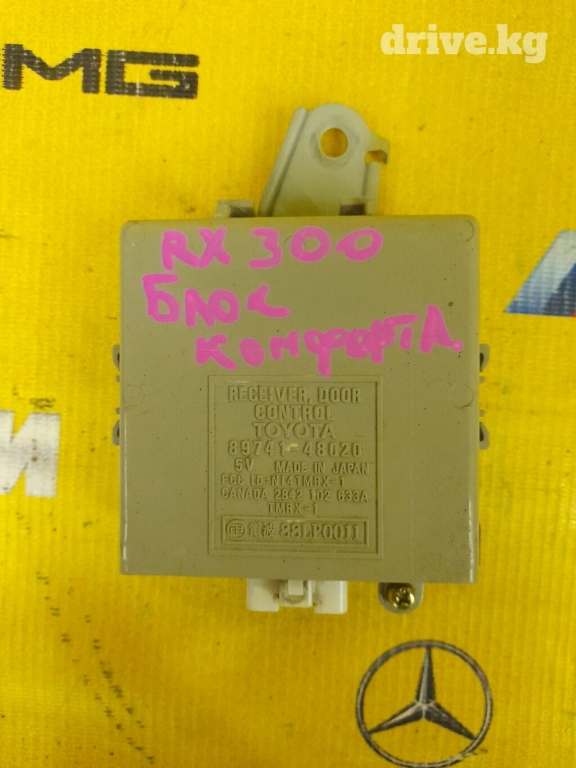 drive.kg
MG
RX 300
Блок
комфорта
RECEIVER, DOOR
CONTROL
TOYOTA
89741-48020
5V MADE IN JAPAN
FCC ID:NI4TMRX-1
CANADA 2842 102 633A
TMRX-1
88LP0011